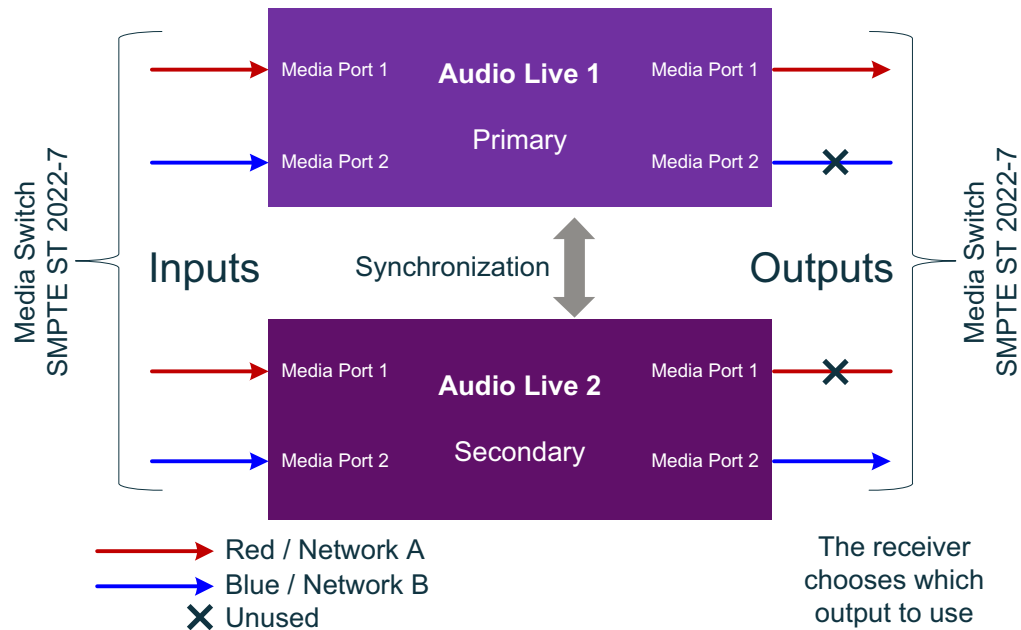 Media Switch
SMPTE ST 2022-7
Inputs
Media Port 1
Media Port 2
Audio Live 1
Primary
Media Port 1
Media Port 2
Synchronization
Media Port 1
Media Port 2
Audio Live 2
Secondary
Media Port 1
Media Port 2
Outputs
Media Switch
SMPTE ST 2022-7
Red / Network A
Blue / Network B
Unused
The receiver
chooses which
output to use